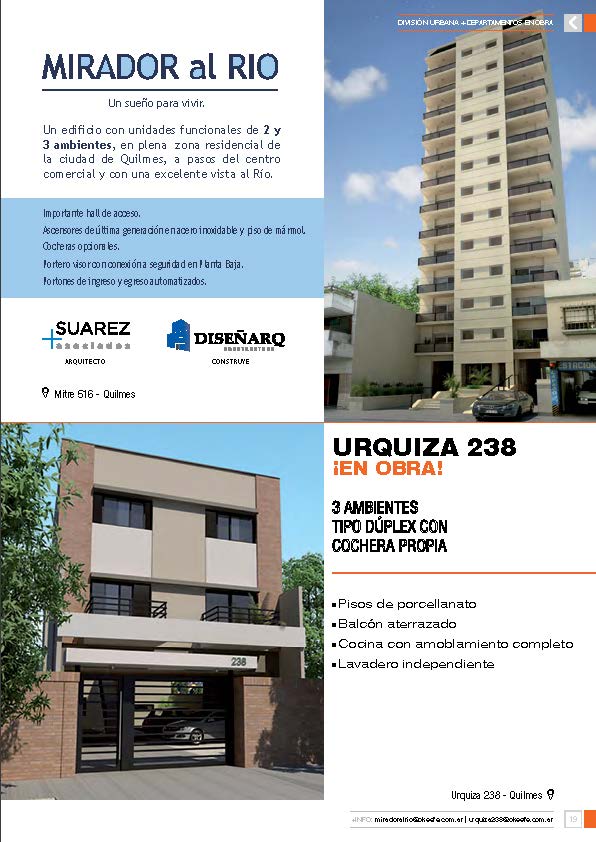 DIVISIÓN URBANA + DEPARTAMENTOS EN OBRA
MIRADOR al RIO
Un sueño para vivir.
Un edificio con unidades funcionales de 2 y
3 ambientes, en plena zona residencial de
la ciudad de Quilmes, a pasos del centro
comercial y con una excelente vista al Río.
Importante hall de acceso.
Ascensores de última generación en acero inoxidable y piso de mármol.
Cocheras opcionales.
Portero visor con conexión a seguridad en Planta Baja.
Portones de ingreso y egreso automatizados.
SUAREZ
asociados
ARQUITECTO
DISEÑARQ
CONSTRUYE
Mitre 516 - Quilmes
ESTACION
URQUIZA 238
¡EN OBRA!
3 AMBIENTES
TIPO DÚPLEX CON
COCHERA PROPIA
Pisos de porcellanato
Balcón aterrazado
Cocina con amoblamiento completo
Lavadero independiente
238
Urquiza 238 - Quilmes
+INFO: miradoralrio@okeefe.com.ar | urquiza238@okeefe.com.ar
19